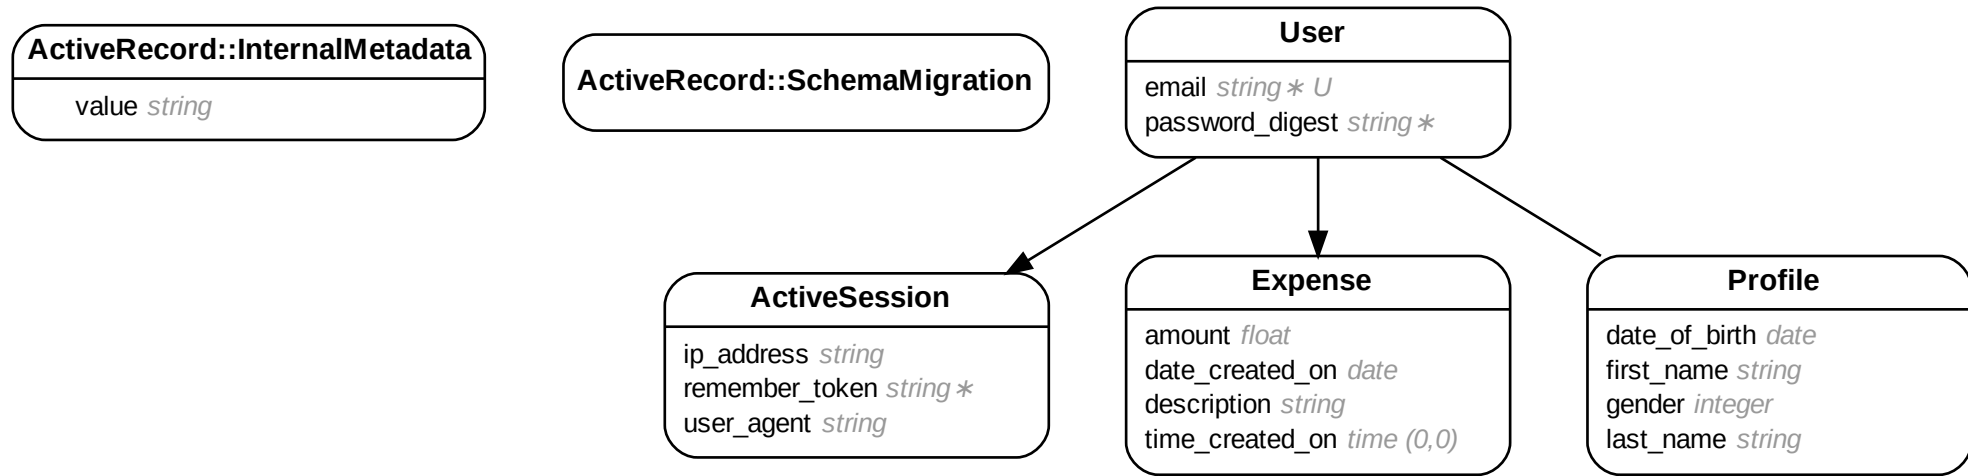 ActiveRecord::InternalMetadata
value string
ActiveRecord::SchemaMigration
User
email string ∗ U
password_digest string ∗
ActiveSession
ip_address string
remember_token string ∗
user_agent string
Expense
amount float
date_created_on date
description string
time_created_on time (0,0)
Profile
date_of_birth date
first_name string
gender integer
last_name string